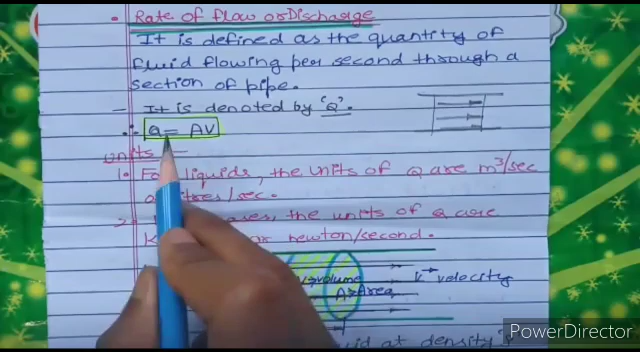 • Rate of flow or Discharge
It is defined as the quantity of
fluid flowing per second through a
section of pipe.
- It is denoted by 'Q'.
∴ Q = AV
Units -
1. For liquids, the units of Q are m³/sec
litres/sec.
2. the units of Q are
newton/second.
V→volume
A→Area
V→velocity
at density
PowerDirector